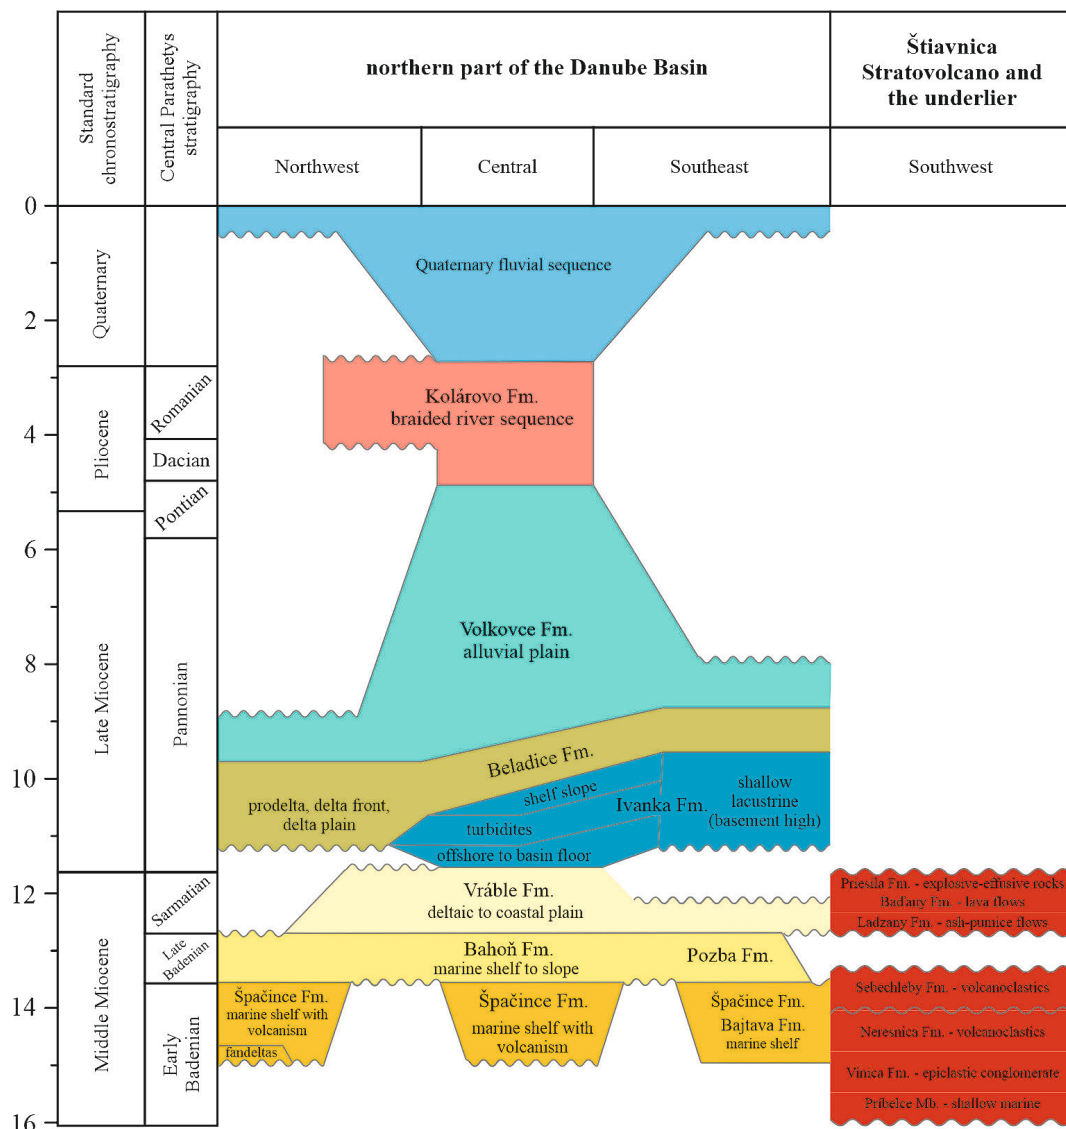 Standard
chronostratigraphy
Central Parathetys
stratigraphy
northern part of the Danube Basin
Štiavnica
Stratovolcano and
the underlier
Northwest
Central
Southeast
Southwest
0
2
4
6
8
10
12
14
16
Quaternary
Pliocene
Late Miocene
Middle Miocene
Romanian
Dacian
Pontian
Pannonian
Sarmatian
Late
Badenian
Early
Badenian
Quaternary fluvial sequence
Kolárovo Fm.
braided river sequence
Volkovce Fm.
alluvial plain
Beladice Fm.
prodelta, delta front,
delta plain
shelf slope
Ivanka Fm.
turbidites
offshore to basin floor
shallow
lacustrine
(basement high)
Vráble Fm.
deltaic to coastal plain
Bahoň Fm.
marine shelf to slope
Pozba Fm.
Špačince Fm.
marine shelf with
volcanism
fandeltas
Špačince Fm.
marine shelf with
volcanism
Špačince Fm.
Bajtava Fm.
marine shelf
Priesila Fm. - explosive-effusive rocks
Baďany Fm. - lava flows
Ladzany Fm. - ash-pumice flows
Sebechleby Fm. - volcanoclastics
Neresnica Fm. - volcanoclastics
Vinica Fm. - epiclastic conglomerate
Príbelce Mb. - shallow marine